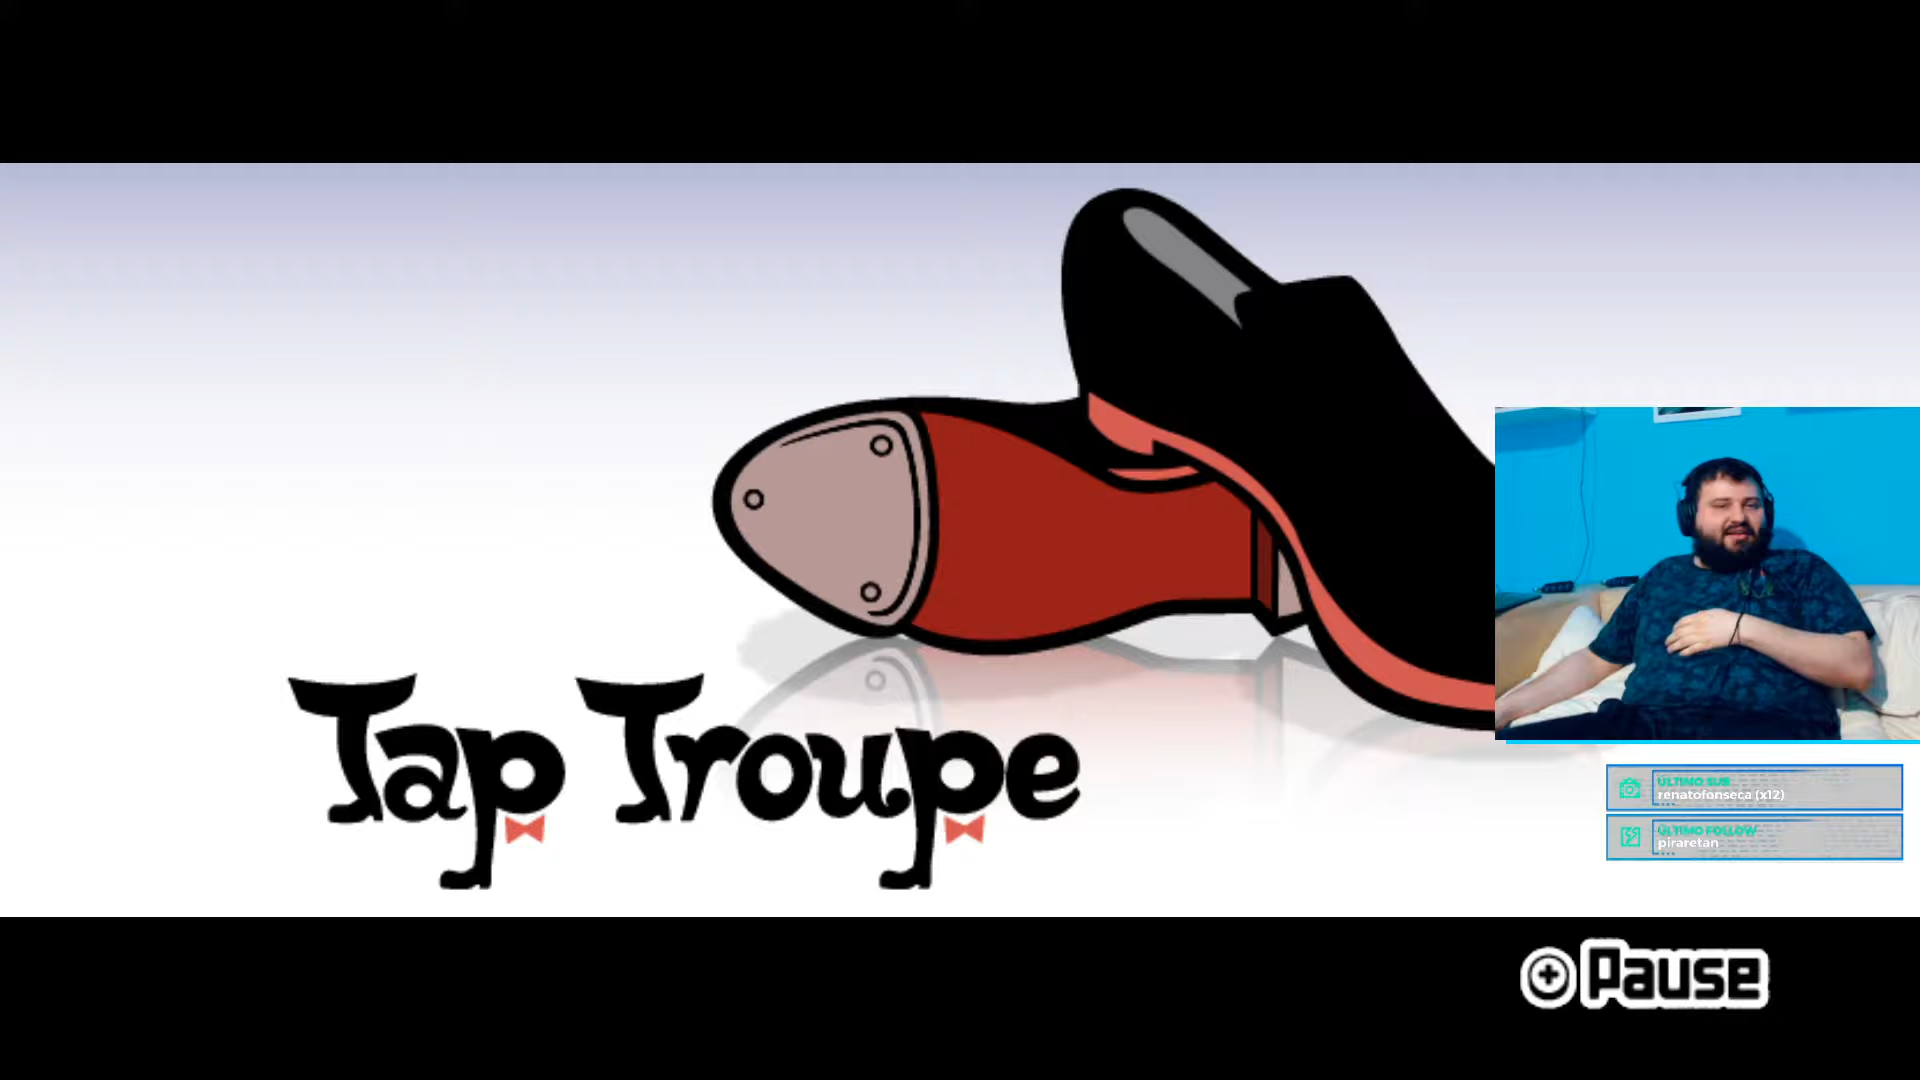 Tap Troupe
ÚLTIMO SUB
renatofonseca (x12)
ÚLTIMO FOLLOW
piraretan
Pause